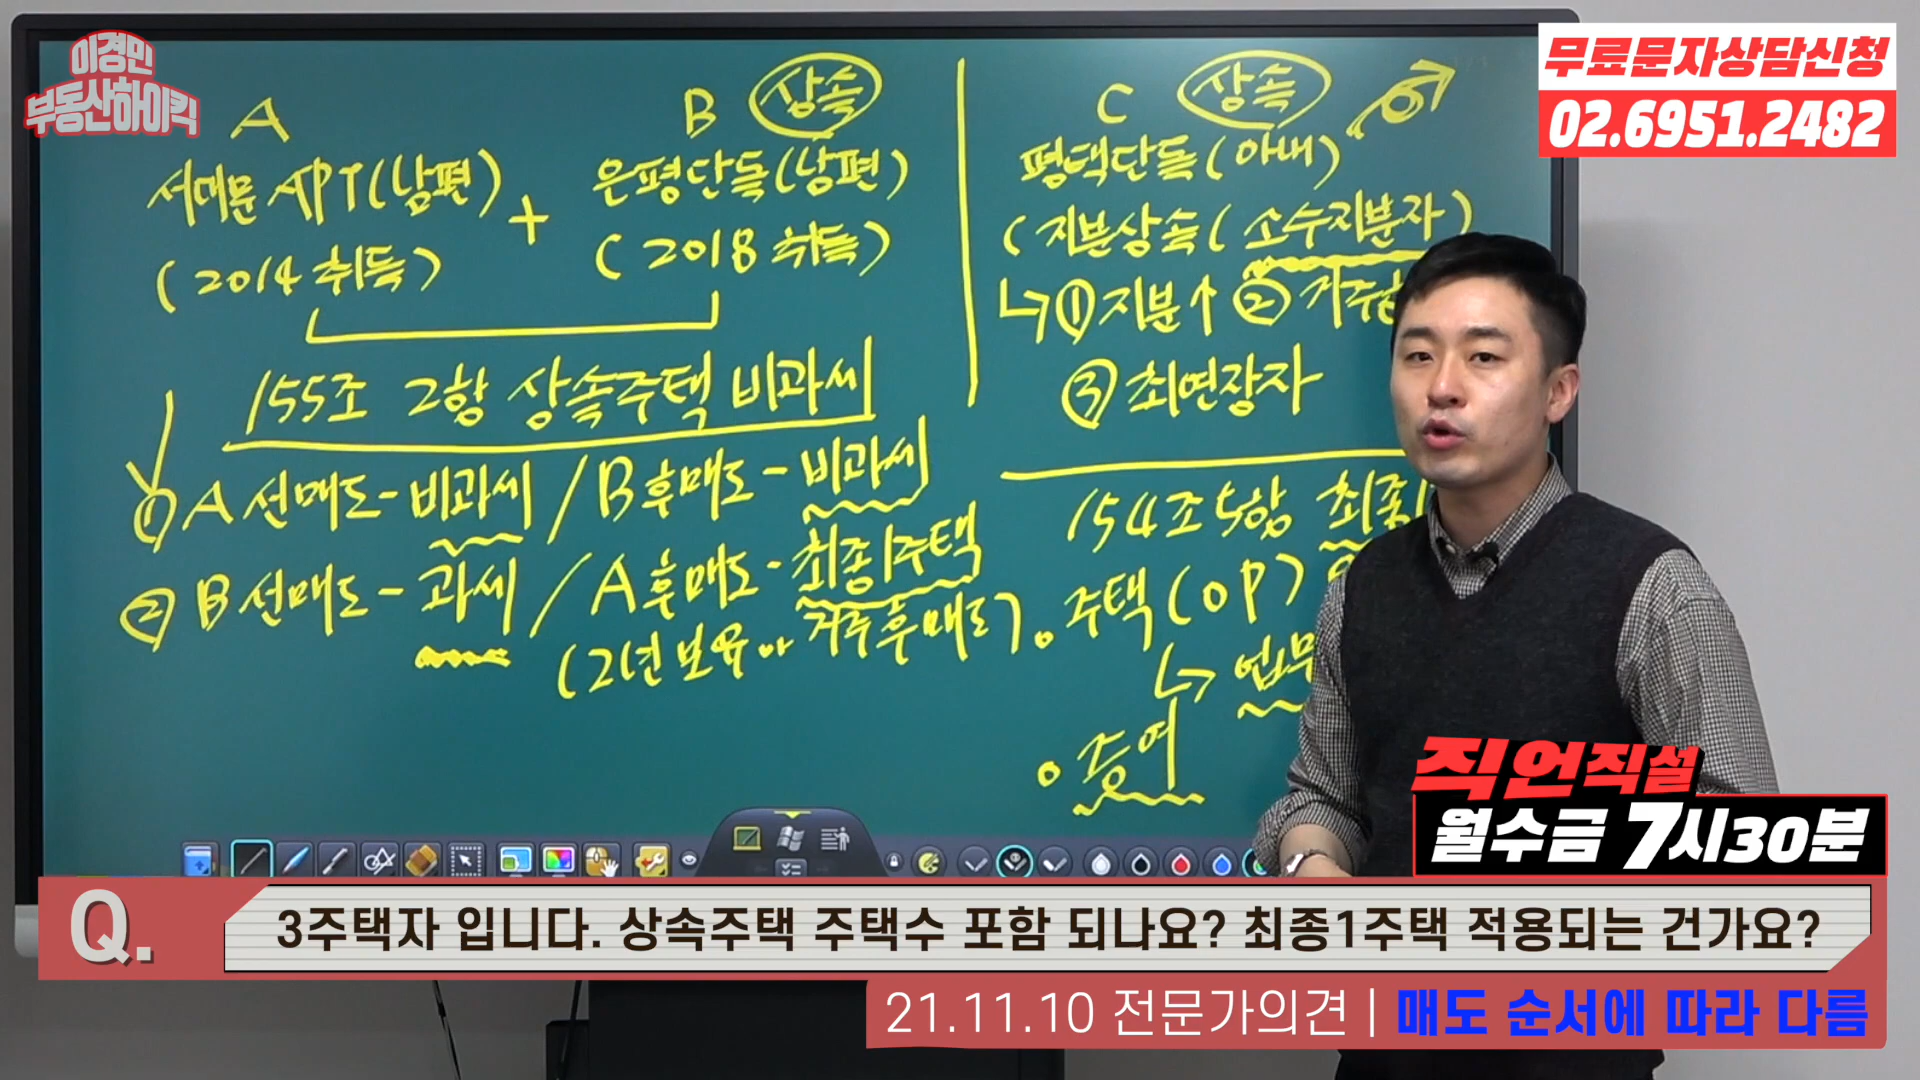 이경민
부동산하이킥
무료문자상담신청
02.6951.2482
A
서대문 APT(남편)
(2014 취득)
+
B 상속
은평단독(남편)
(2018 취득)
C 상속
평택단독(아내)
(지분상속(소수지분자)
① 지분↑ ②
③ 최연장자
155조 2항 상속주택 비과세
① A 선매도 - 비과세 / B 후매도 - 비과세
② B 선매도 - 과세 / A 후매도 - 최종1주택
(2년 보유 or 거주 후 매도)
154조 5항
주택(OP)
증여
직언직설
월수금 7시30분
Q.
3주택자 입니다. 상속주택 주택수 포함 되나요? 최종1주택 적용되는 건가요?
21.11.10 전문가의견 | 매도 순서에 따라 다름